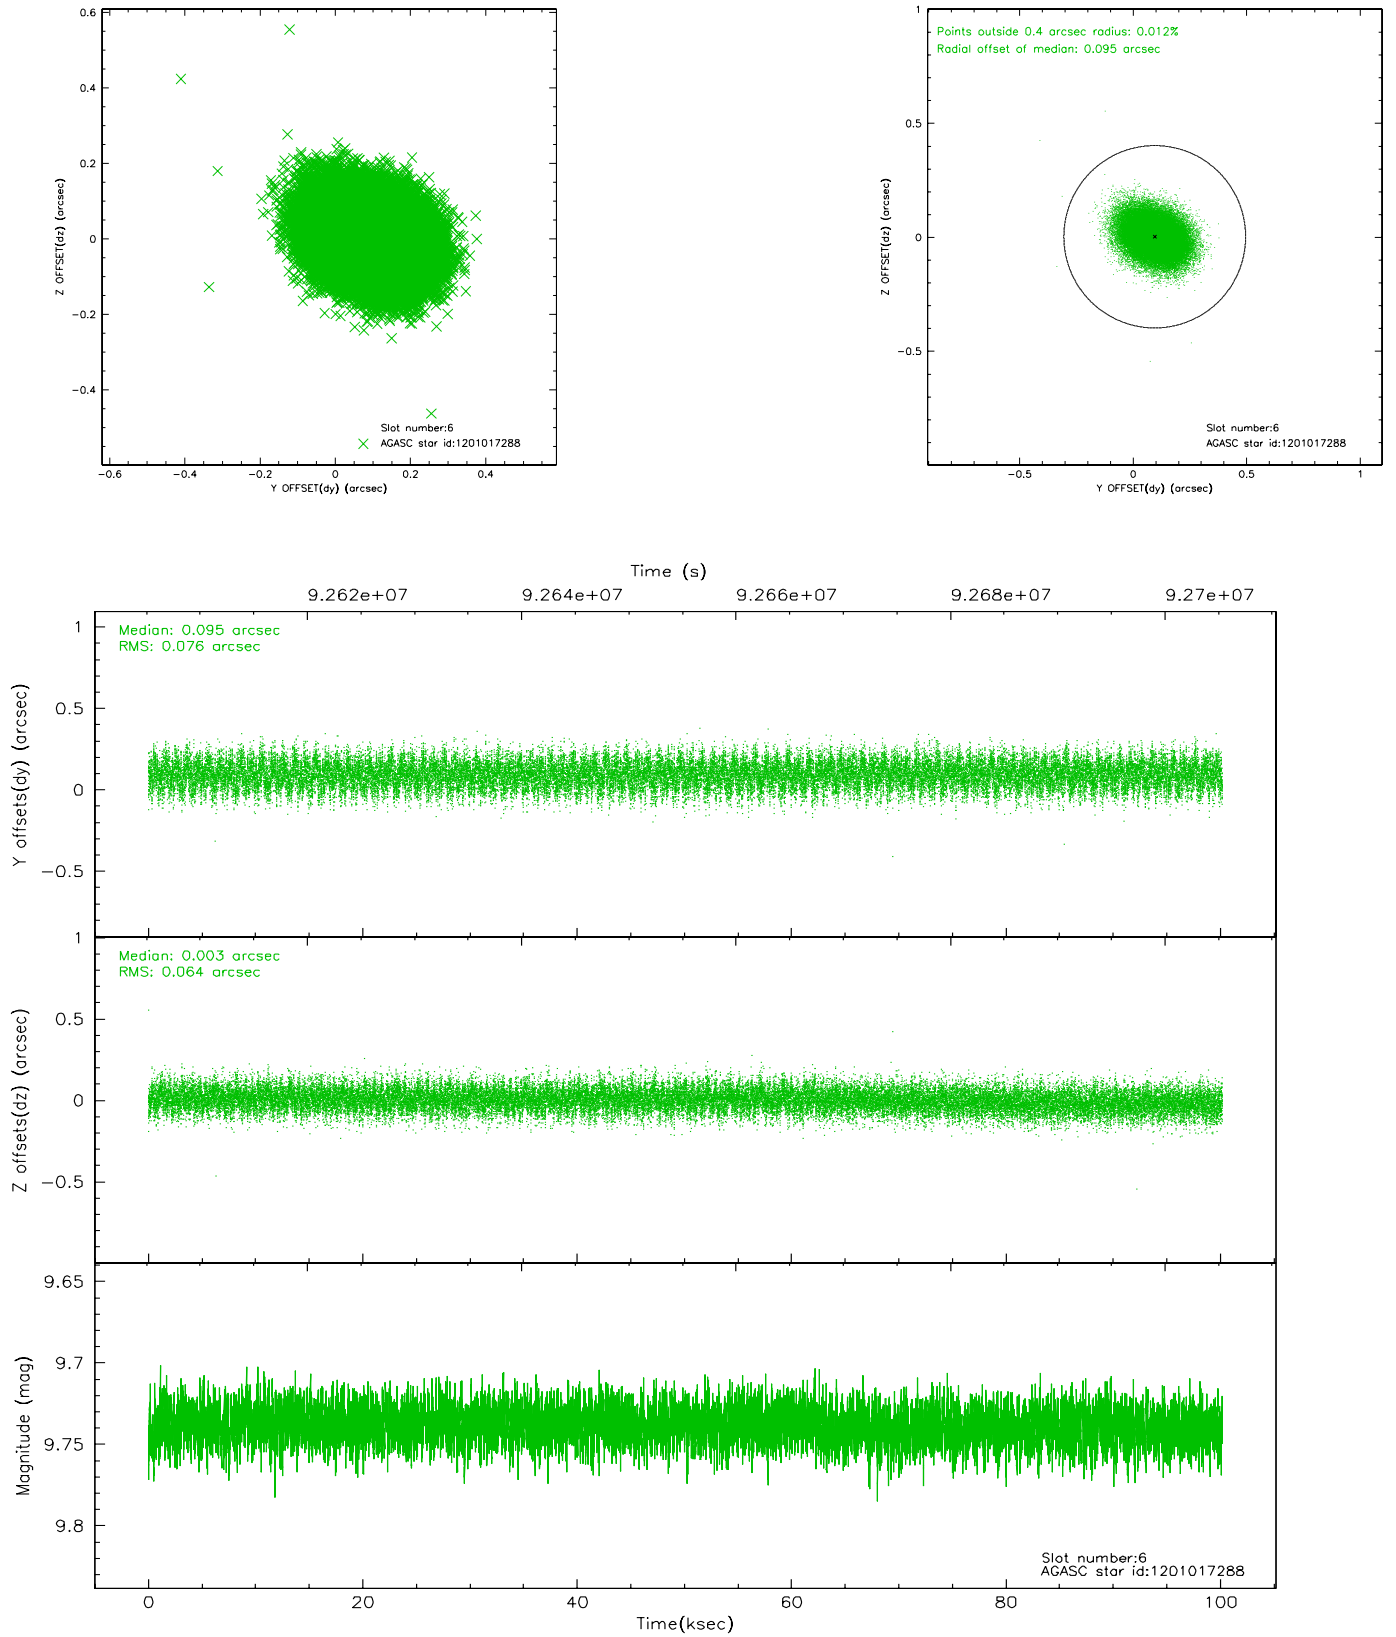 0.6
0.4
0.2
0
−0.2
−0.4
−0.6
−0.4
−0.2
0
0.2
0.4
Z OFFSET(dz) (arcsec)
Y OFFSET(dy) (arcsec)
Slot number:6
AGASC star id:1201017288
Points outside 0.4 arcsec radius: 0.012%
Radial offset of median: 0.095 arcsec
1
0.5
0
−0.5
−0.5
0
0.5
1
Z OFFSET(dz) (arcsec)
Y OFFSET(dy) (arcsec)
Slot number:6
AGASC star id:1201017288
Time (s)
9.262e+07
9.264e+07
9.266e+07
9.268e+07
9.27e+07
Median: 0.095 arcsec
RMS: 0.076 arcsec
1
0.5
0
−0.5
Y offsets(dy) (arcsec)
Median: 0.003 arcsec
RMS: 0.064 arcsec
1
0.5
0
−0.5
Z offsets(dz) (arcsec)
9.65
9.7
9.75
9.8
Magnitude (mag)
Slot number:6
AGASC star id:1201017288
0
20
40
60
80
100
Time(ksec)